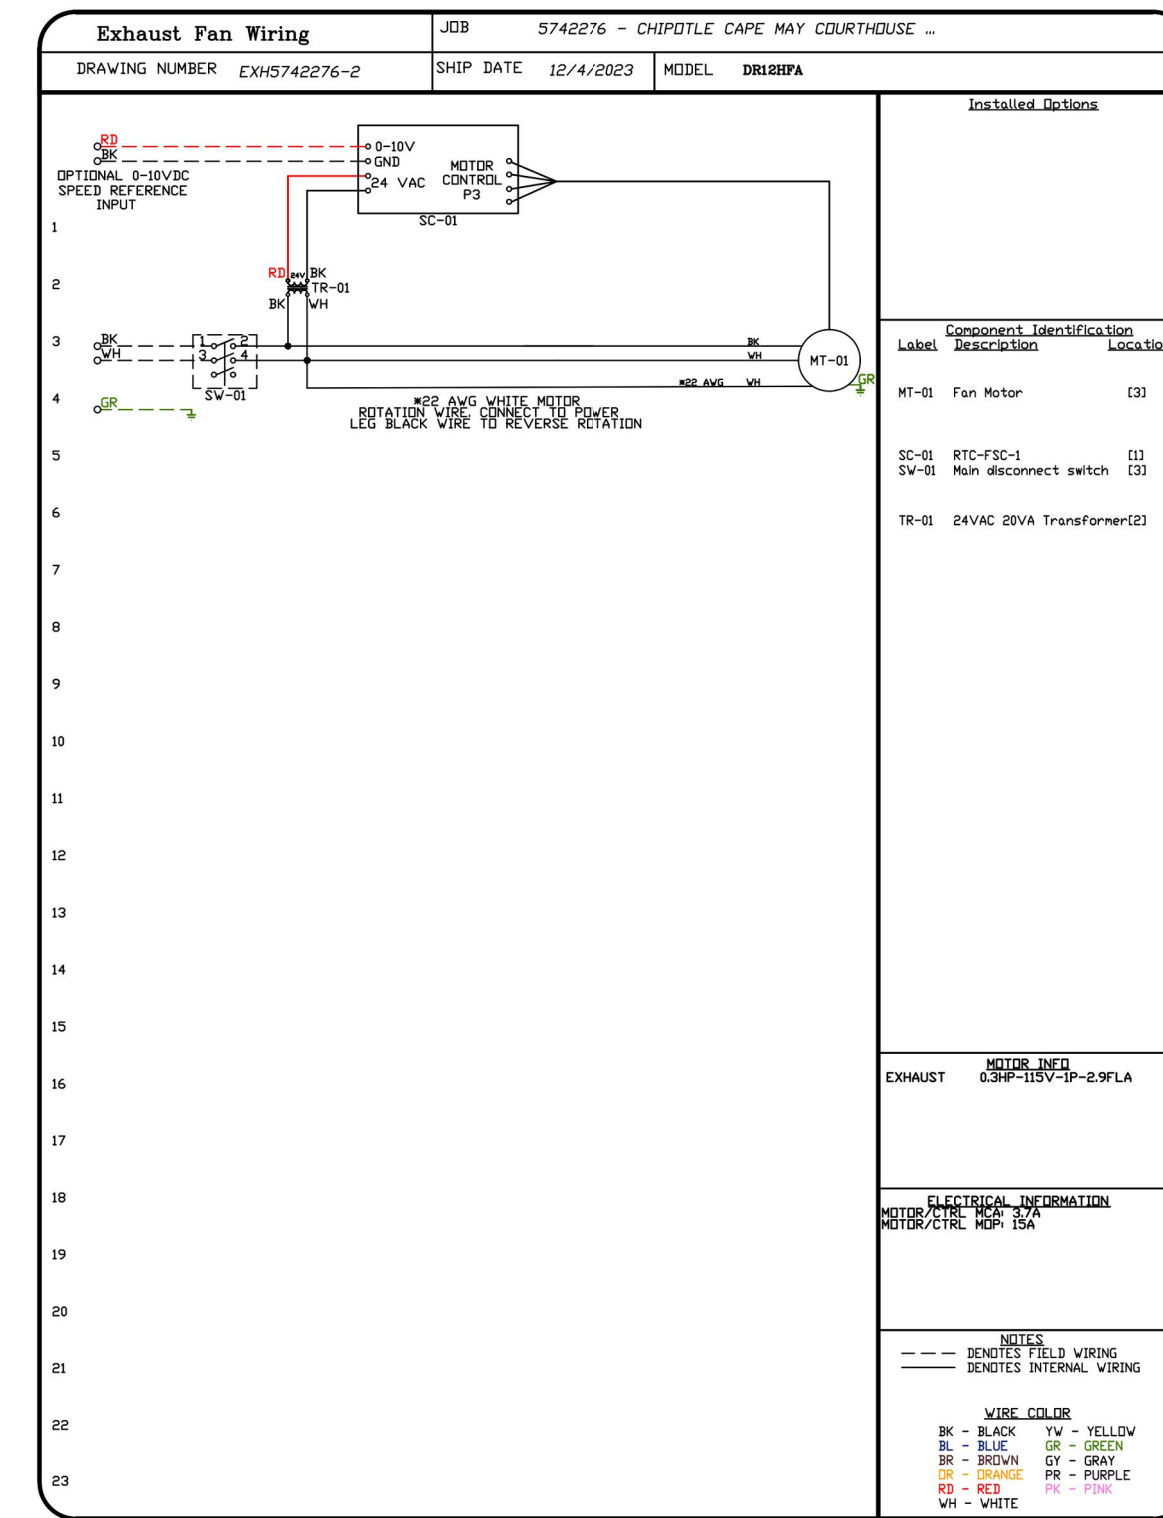 Exhaust Fan Wiring
JOB 5742276 - CHIPOTLE CAPE MAY COURTHOUSE ...
DRAWING NUMBER EXH5742276-2
SHIP DATE 12/4/2023
MODEL DR12HFA
RD
BK
OPTIONAL 0-10VDC
SPEED REFERENCE
INPUT
0-10V
GND
24 VAC
MOTOR
CONTROL
P3
SC-01
RD 24V BK
TR-01
BK WH
BK
WH
1 2
3 4
SW-01
GR
BK
WH
*22 AWG WH
MT-01
GR
*22 AWG WHITE MOTOR
ROTATION WIRE. CONNECT TO POWER
LEG BLACK WIRE TO REVERSE ROTATION
1
2
3
4
5
6
7
8
9
10
11
12
13
14
15
16
17
18
19
20
21
22
23
Installed Options
Component Identification
Label Description Locatio
MT-01 Fan Motor [3]
SC-01 RTC-FSC-1 [1]
SW-01 Main disconnect switch [3]
TR-01 24VAC 20VA Transformer[2]
MOTOR INFO
EXHAUST 0.3HP-115V-1P-2.9FLA
ELECTRICAL INFORMATION
MOTOR/CTRL MCA: 3.7A
MOTOR/CTRL MOP: 15A
NOTES
DENOTES FIELD WIRING
DENOTES INTERNAL WIRING
WIRE COLOR
BK - BLACK YW - YELLOW
BL - BLUE GR - GREEN
BR - BROWN GY - GRAY
OR - ORANGE PR - PURPLE
RD - RED PK - PINK
WH - WHITE